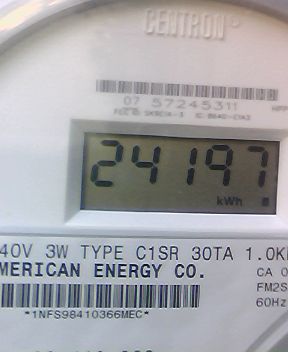 CENTRON®
07 57245311
24197
kWh
40V 3W TYPE C1SR 30TA 1.0K
MERICAN ENERGY CO.
CA 0
FM2S
60Hz
*1NFS98410366MEC*